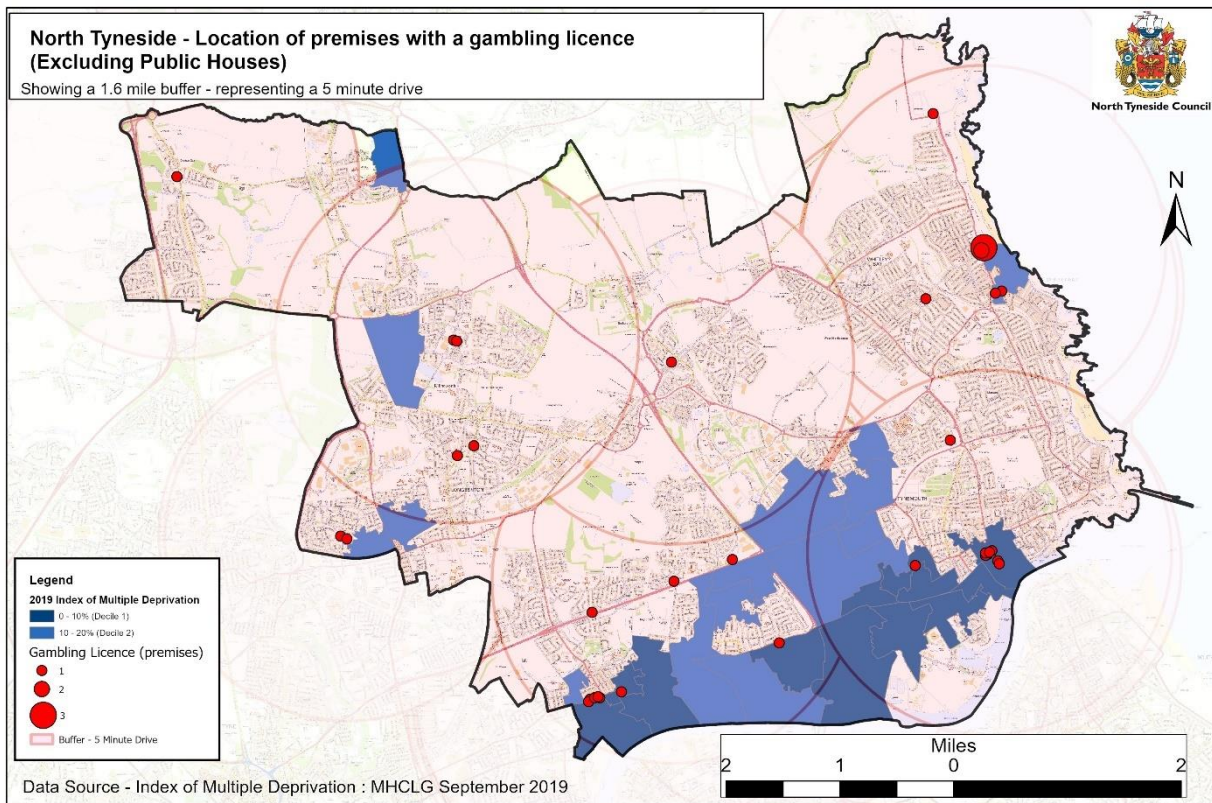 North Tyneside - Location of premises with a gambling licence
(Excluding Public Houses)
Showing a 1.6 mile buffer - representing a 5 minute drive
North Tyneside Council
N
Legend
2019 Index of Multiple Deprivation
0 - 10% (Decile 1)
10 - 20% (Decile 2)
Gambling Licence (premises)
1
2
3
Buffer - 5 Minute Drive
Miles
2 1 0 2
Data Source - Index of Multiple Deprivation : MHCLG September 2019